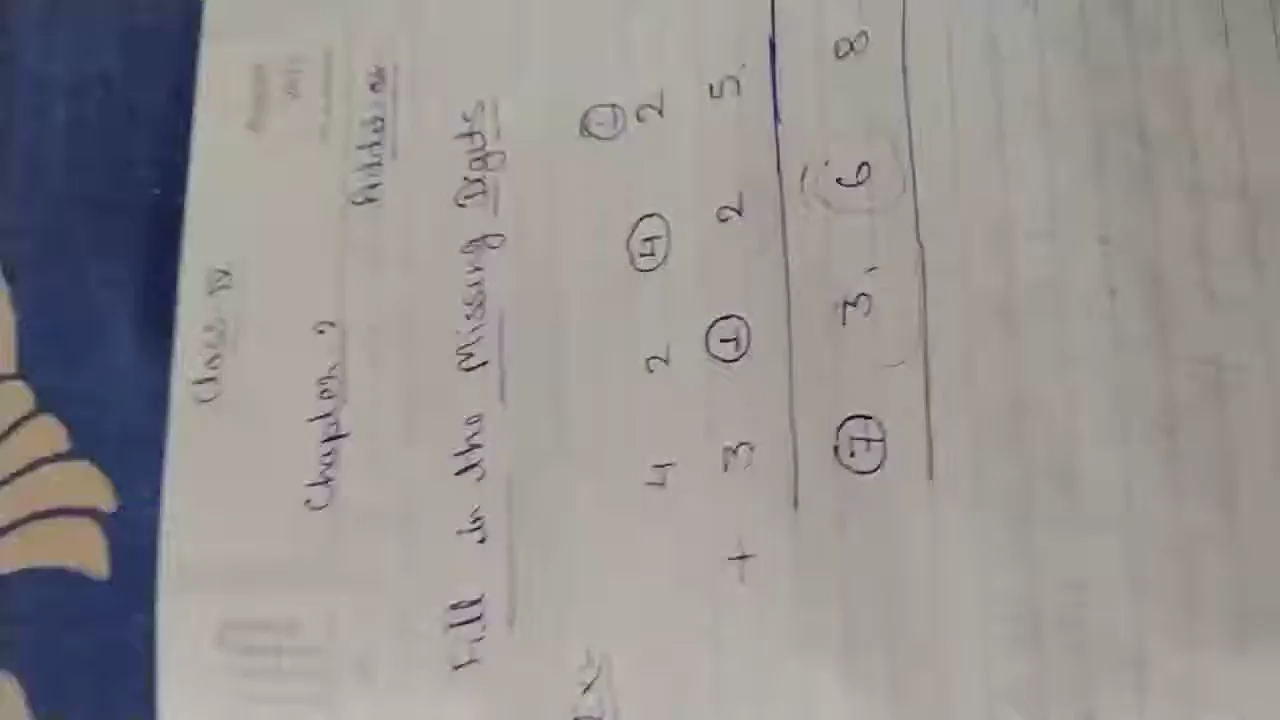 Class-IV
Chapter. 2
Addition
Fill in the Missing Digits
4 2 4 2
+ 3 1 2 5.
7 3, 6 8